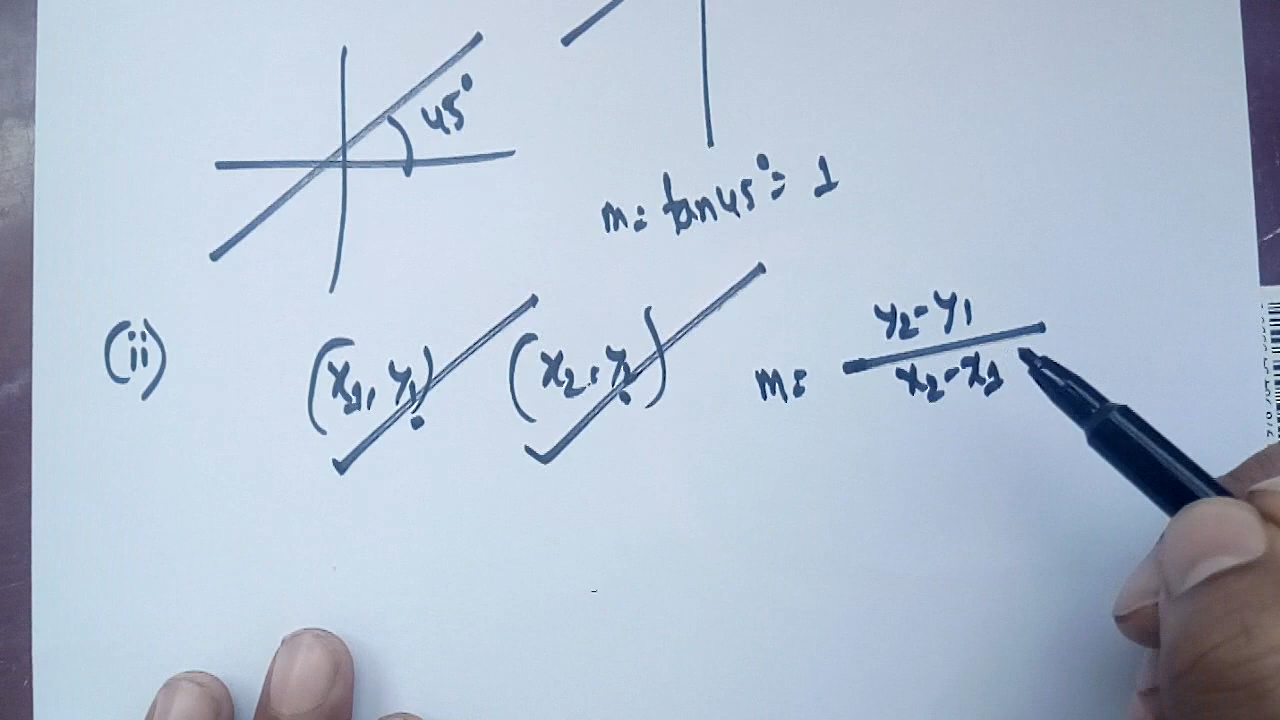 45°
m = tan45° = 1
(ii) (x1, y1) (x2, y2) m = y2 - y1
x2 - x1